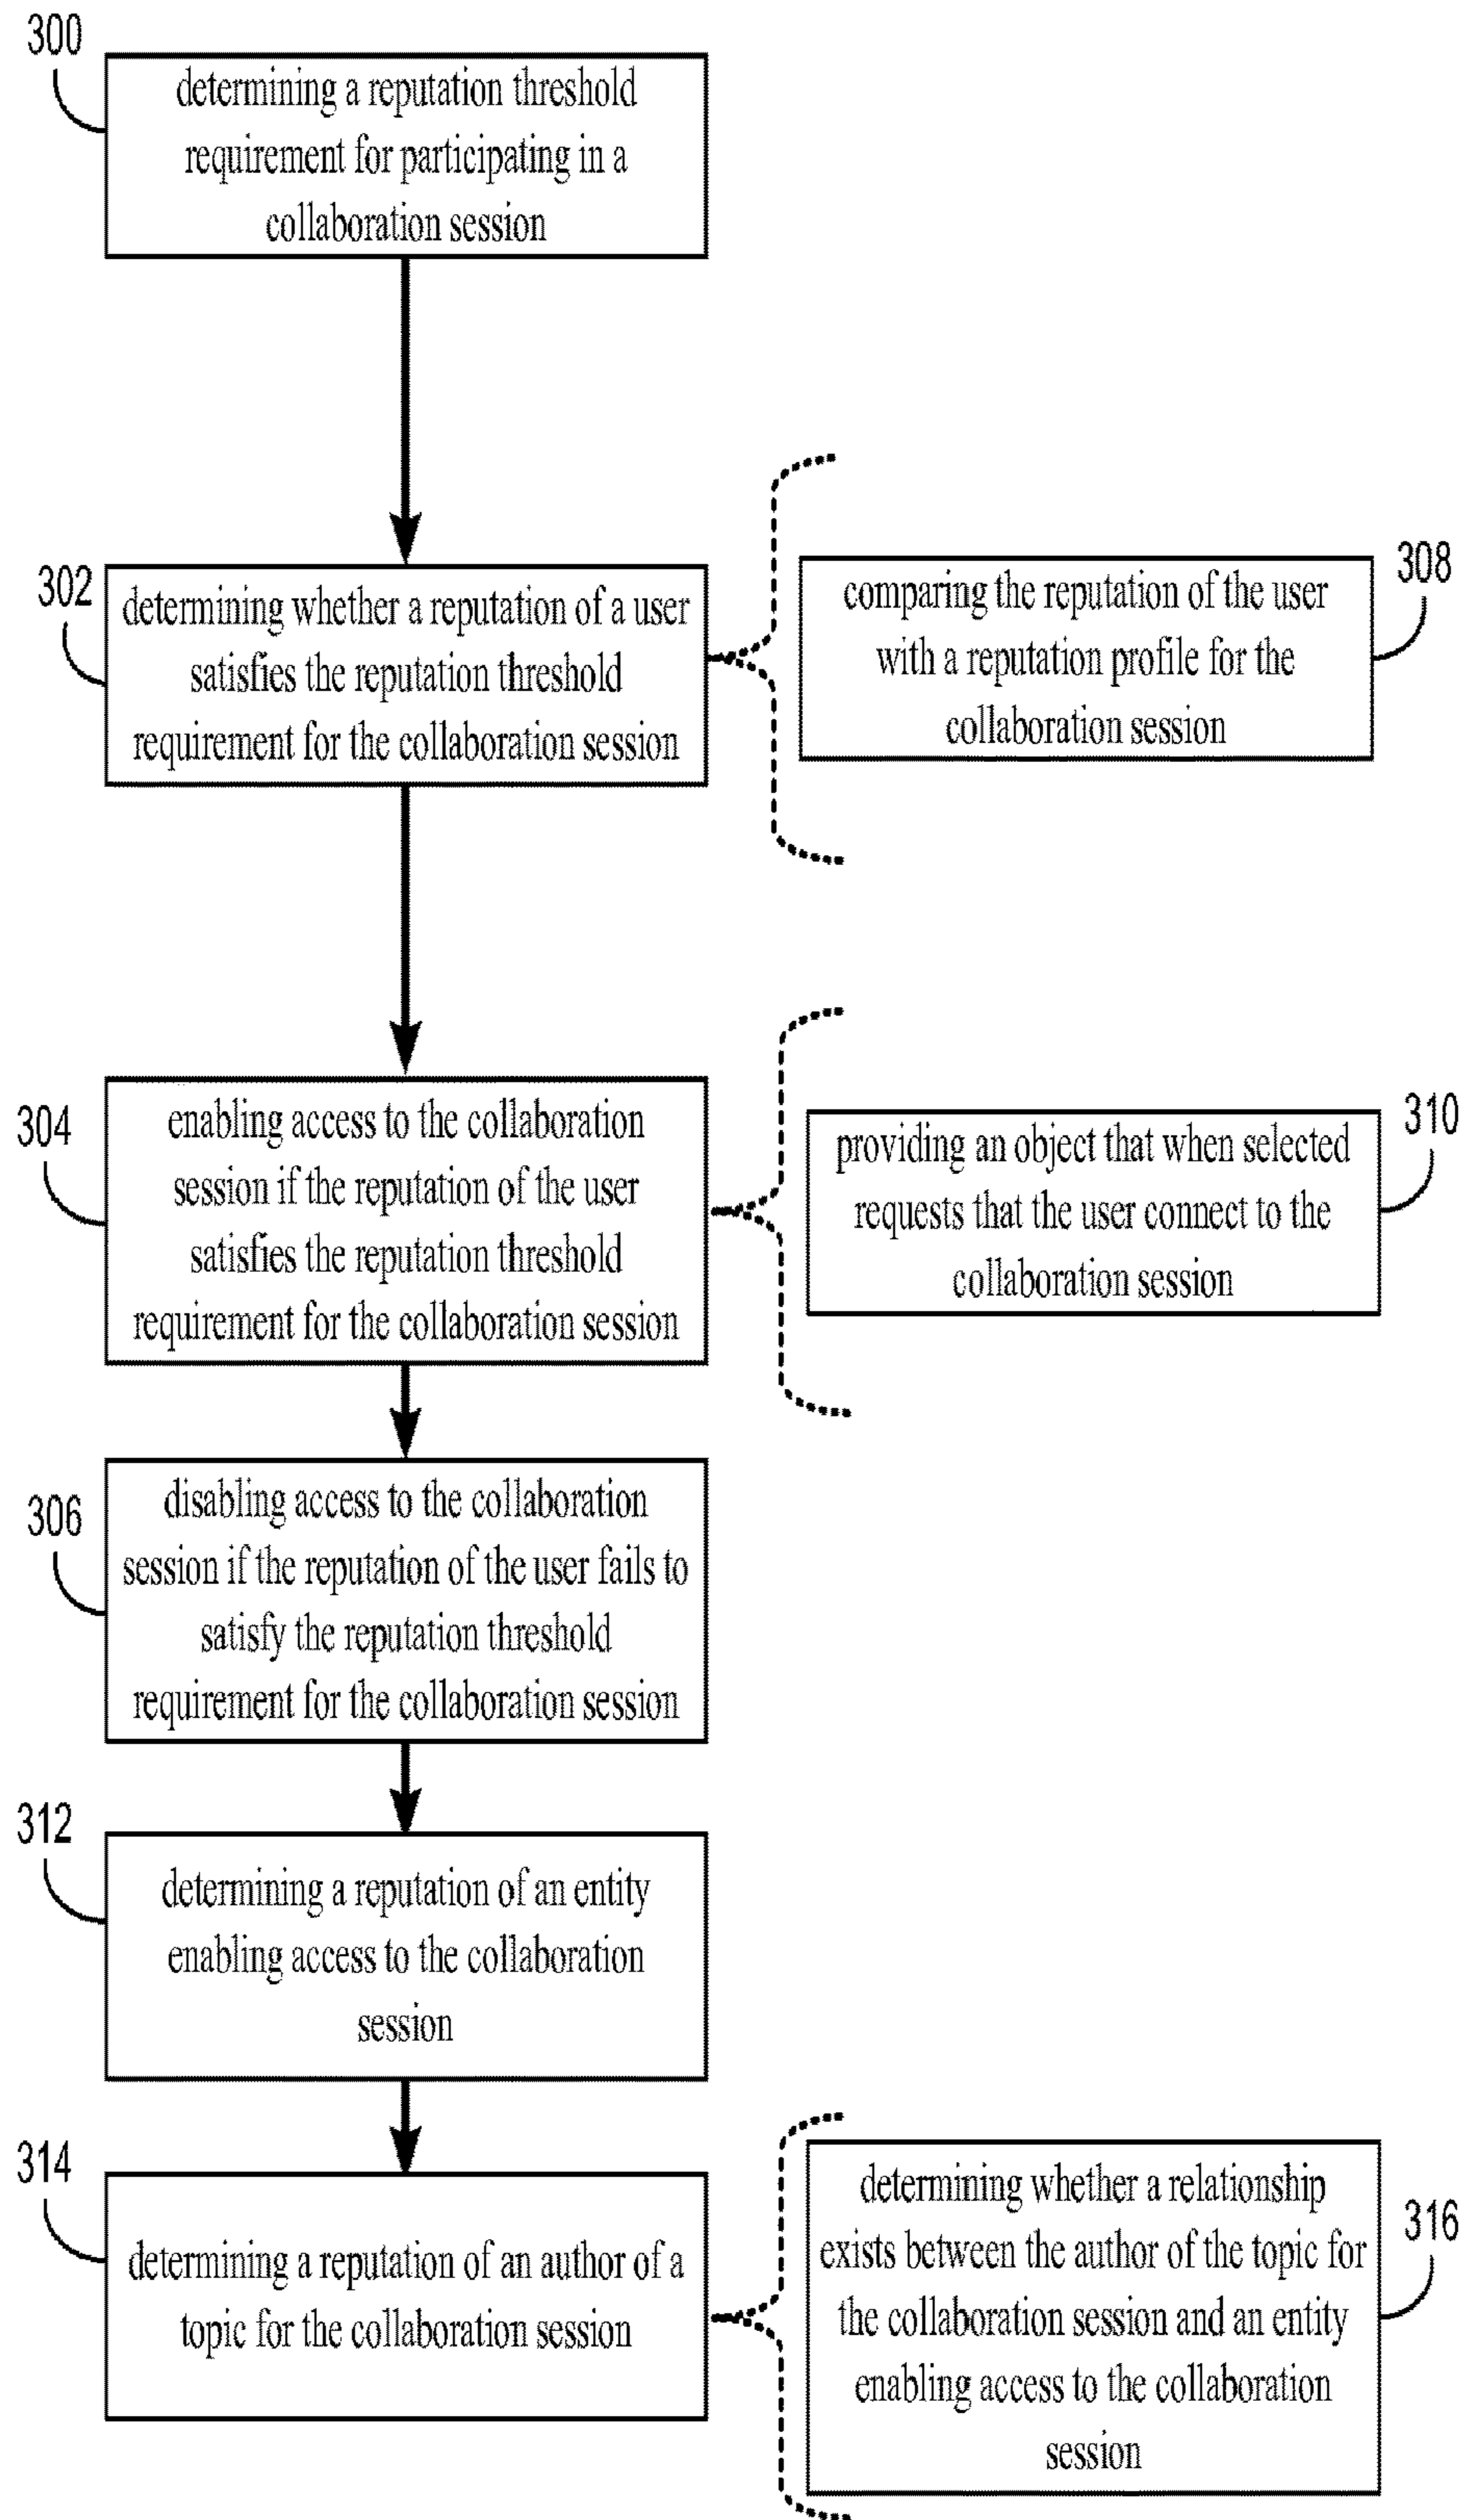 300
determining a reputation threshold
requirement for participating in a
collaboration session
302
determining whether a reputation of a user
satisfies the reputation threshold
requirement for the collaboration session
308
comparing the reputation of the user
with a reputation profile for the
collaboration session
304
enabling access to the collaboration
session if the reputation of the user
satisfies the reputation threshold
requirement for the collaboration session
310
providing an object that when selected
requests that the user connect to the
collaboration session
306
disabling access to the collaboration
session if the reputation of the user fails to
satisfy the reputation threshold
requirement for the collaboration session
312
determining a reputation of an entity
enabling access to the collaboration
session
314
determining a reputation of an author of a
topic for the collaboration session
316
determining whether a relationship
exists between the author of the topic for
the collaboration session and an entity
enabling access to the collaboration
session